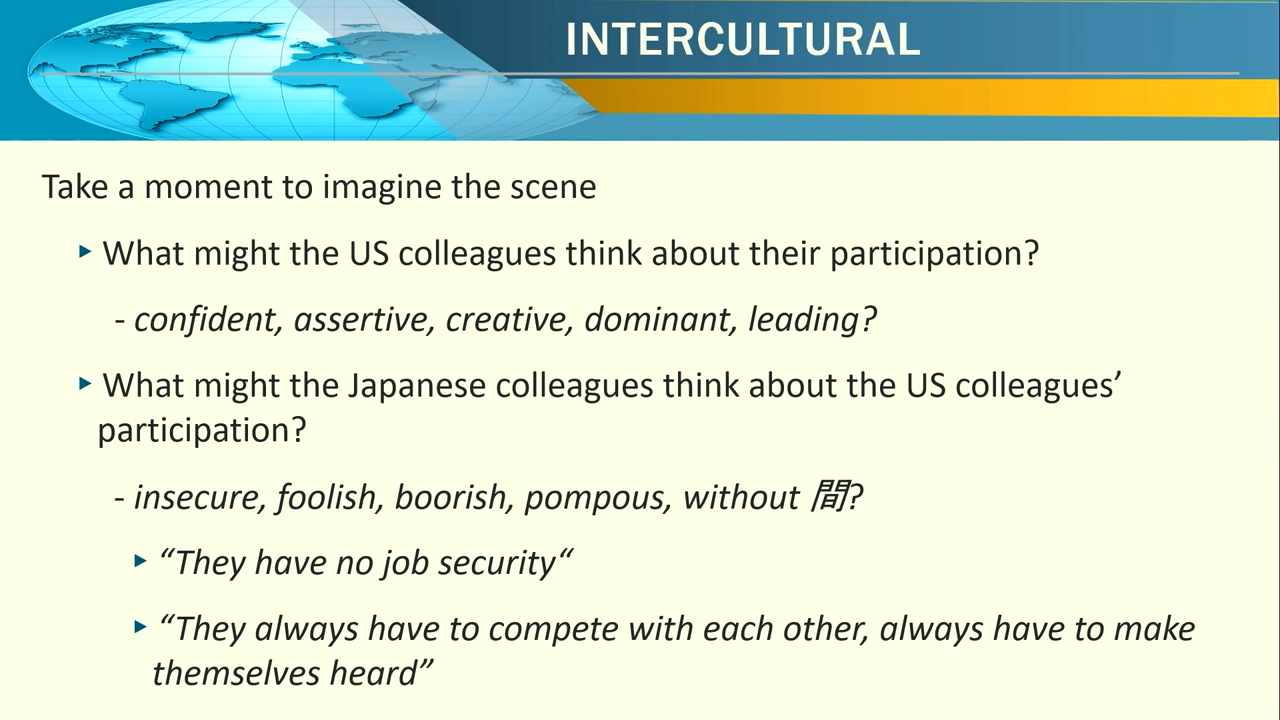 INTERCULTURAL
Take a moment to imagine the scene
▸ What might the US colleagues think about their participation?
- confident, assertive, creative, dominant, leading?
▸ What might the Japanese colleagues think about the US colleagues’
participation?
- insecure, foolish, boorish, pompous, without 間?
▸ “They have no job security“
▸ “They always have to compete with each other, always have to make
themselves heard”